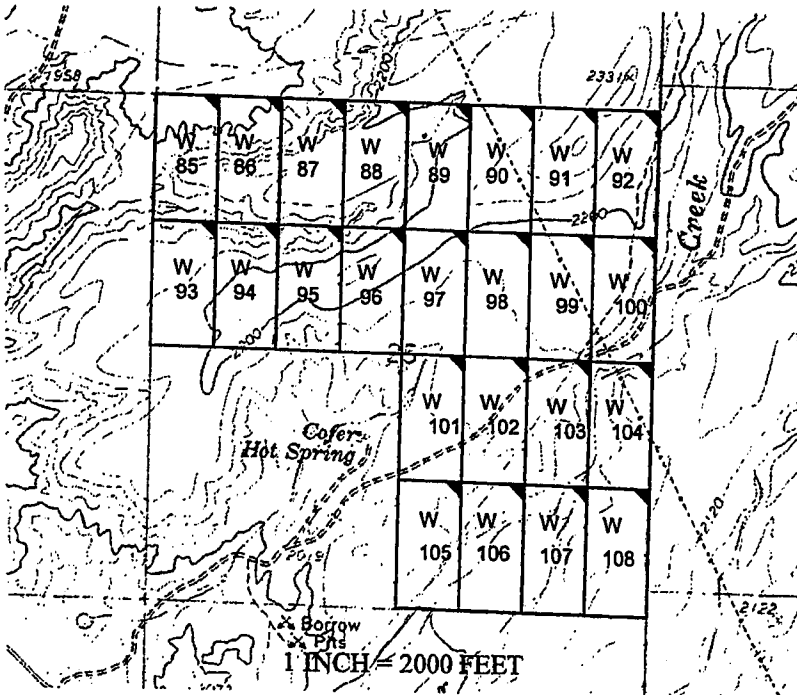 1958
2200
2331
W W W W W W W W
85 86 87 88 89 90 91 92
2200
Creek
W W W W W W W W
93 94 95 96 97 98 99 100
2200
W W W W
101 102 103 104
Cofer
Hot Spring
W W W W
105 106 107 108
2120
2019
2122
Borrow
Pits
1 INCH = 2000 FEET